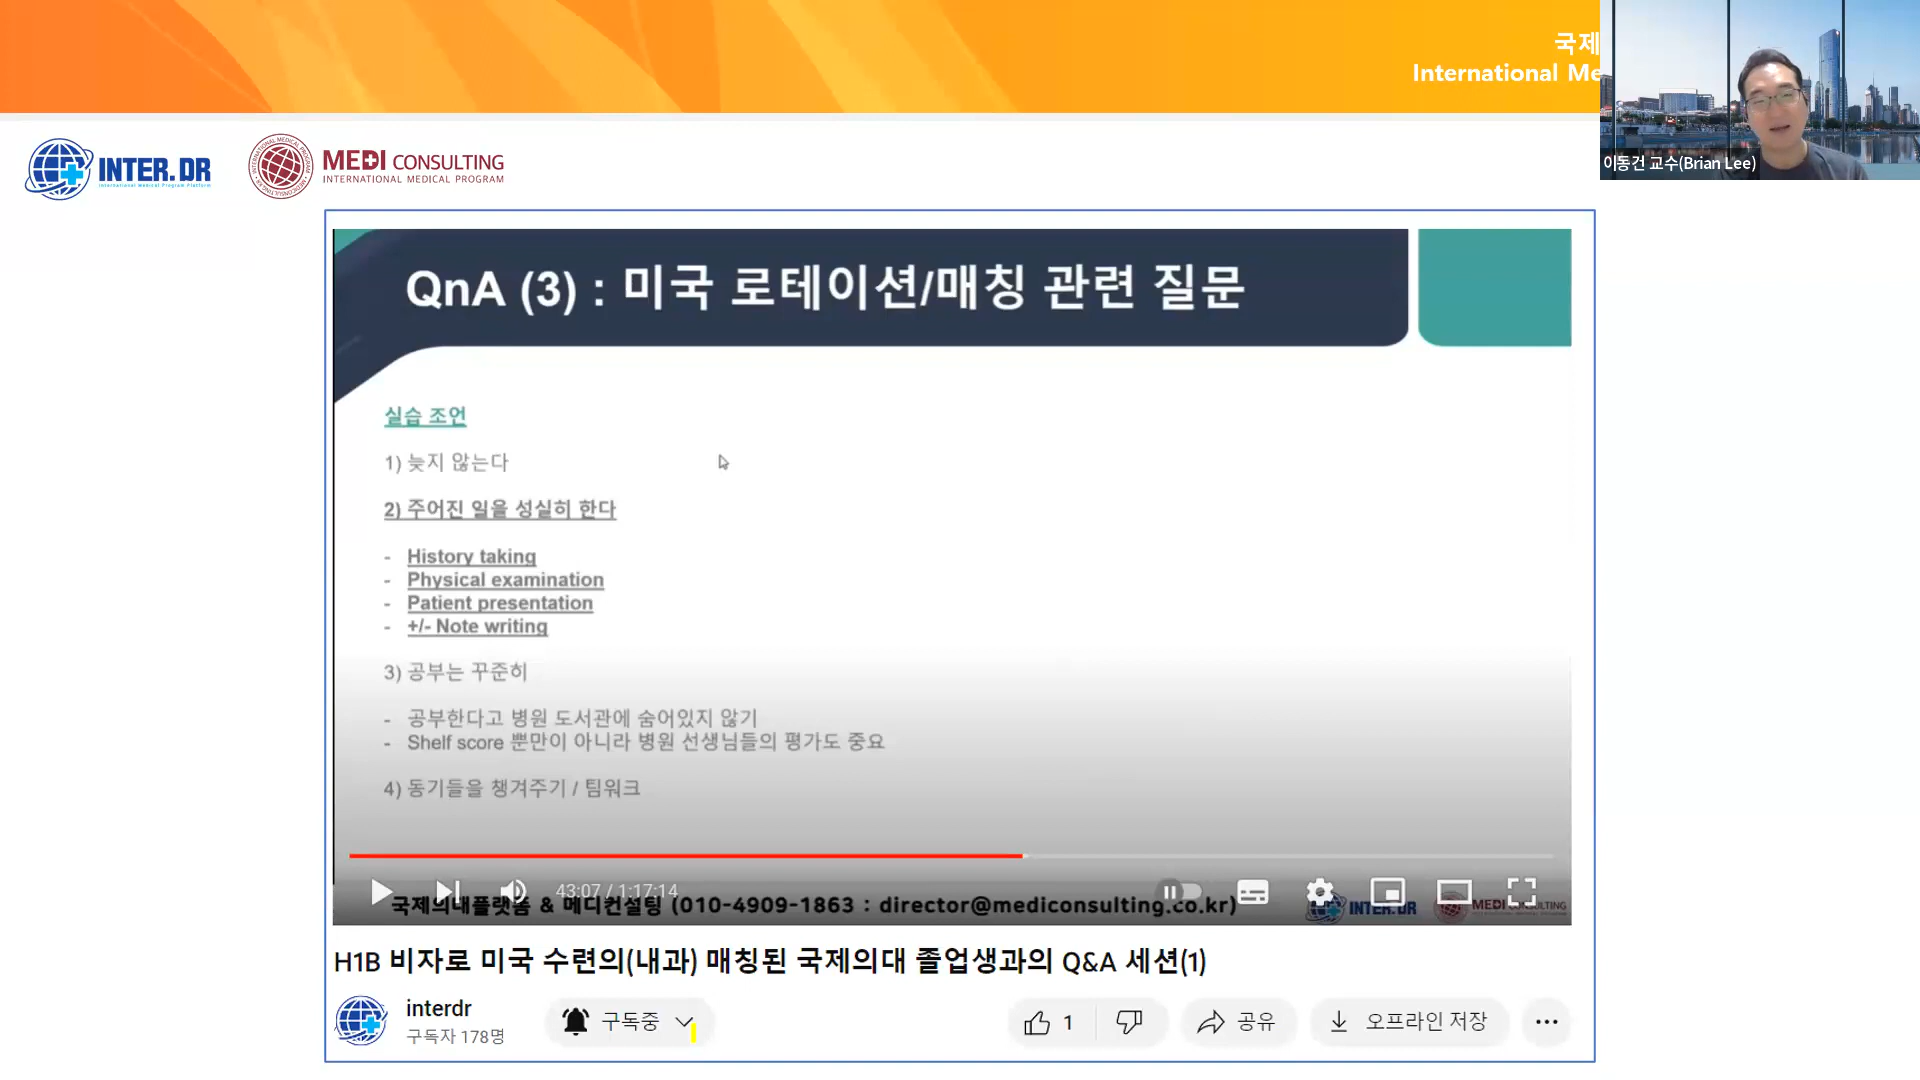 국제
International Me
이동건 교수(Brian Lee)
INTER.DR
International Medical Program Platform
MEDI CONSULTING
INTERNATIONAL MEDICAL PROGRAM
QnA (3) : 미국 로테이션/매칭 관련 질문
실습 조언
1) 늦지 않는다
2) 주어진 일을 성실히 한다
- History taking
- Physical examination
- Patient presentation
- +/- Note writing
3) 공부는 꾸준히
- 공부한다고 병원 도서관에 숨어있지 않기
- Shelf score 뿐만이 아니라 병원 선생님들의 평가도 중요
4) 동기들을 챙겨주기 / 팀워크
43:07 / 1:17:14
국제의대플랫폼 & 메디컨설팅 (010-4909-1863 : director@mediconsulting.co.kr)
INTER.DR
MEDI CONSULTING
H1B 비자로 미국 수련의(내과) 매칭된 국제의대 졸업생과의 Q&A 세션(1)
interdr
구독자 178명
구독중
1
공유
오프라인 저장